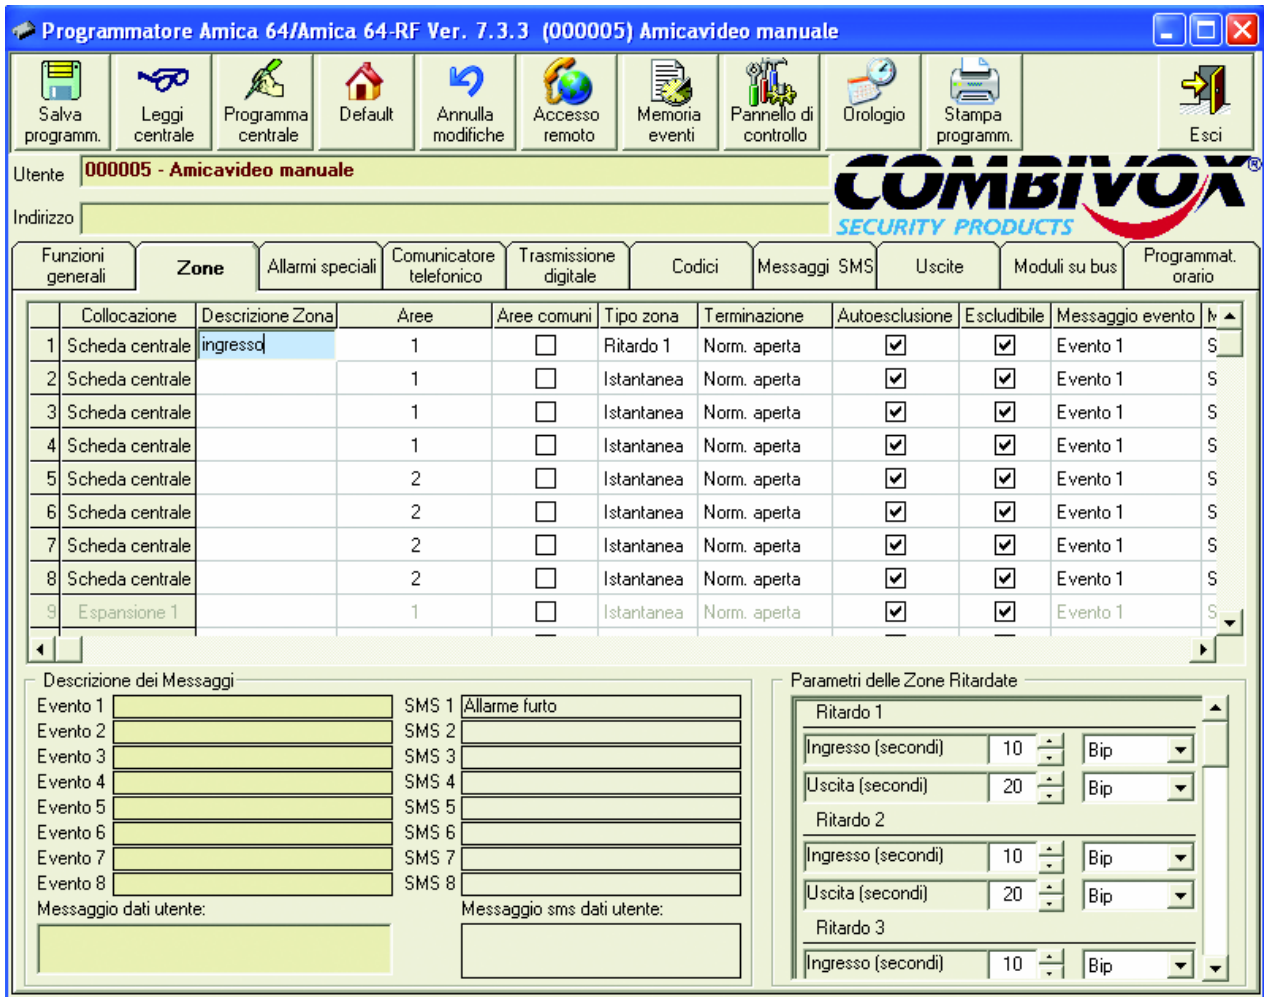 Programmatore Amica 64/Amica 64-RF Ver. 7.3.3 (000005) Amicavideo manuale
Salva programm.
Leggi centrale
Programma centrale
Default
Annulla modifiche
Accesso remoto
Memoria eventi
Pannello di controllo
Orologio
Stampa programm.
Esci
Utente 000005 - Amicavideo manuale
Indirizzo
COMBIVOX®
SECURITY PRODUCTS
Funzioni generali
Zone
Allarmi speciali
Comunicatore telefonico
Trasmissione digitale
Codici
Messaggi SMS
Uscite
Moduli su bus
Programmat. orario
Collocazione Descrizione Zona Aree Aree comuni Tipo zona Terminazione Autoesclusione Escludibile Messaggio evento
1 Scheda centrale ingresso 1 Ritardo 1 Norm. aperta Evento 1 S
2 Scheda centrale 1 Istantanea Norm. aperta Evento 1 S
3 Scheda centrale 1 Istantanea Norm. aperta Evento 1 S
4 Scheda centrale 1 Istantanea Norm. aperta Evento 1 S
5 Scheda centrale 2 Istantanea Norm. aperta Evento 1 S
6 Scheda centrale 2 Istantanea Norm. aperta Evento 1 S
7 Scheda centrale 2 Istantanea Norm. aperta Evento 1 S
8 Scheda centrale 2 Istantanea Norm. aperta Evento 1 S
9 Espansione 1 1 Istantanea Norm. aperta Evento 1 S
Descrizione dei Messaggi
Evento 1 SMS 1 Allarme furto
Evento 2 SMS 2
Evento 3 SMS 3
Evento 4 SMS 4
Evento 5 SMS 5
Evento 6 SMS 6
Evento 7 SMS 7
Evento 8 SMS 8
Messaggio dati utente: Messaggio sms dati utente:
Parametri delle Zone Ritardate
Ritardo 1
Ingresso (secondi) 10 Bip
Uscita (secondi) 20 Bip
Ritardo 2
Ingresso (secondi) 10 Bip
Uscita (secondi) 20 Bip
Ritardo 3
Ingresso (secondi) 10 Bip